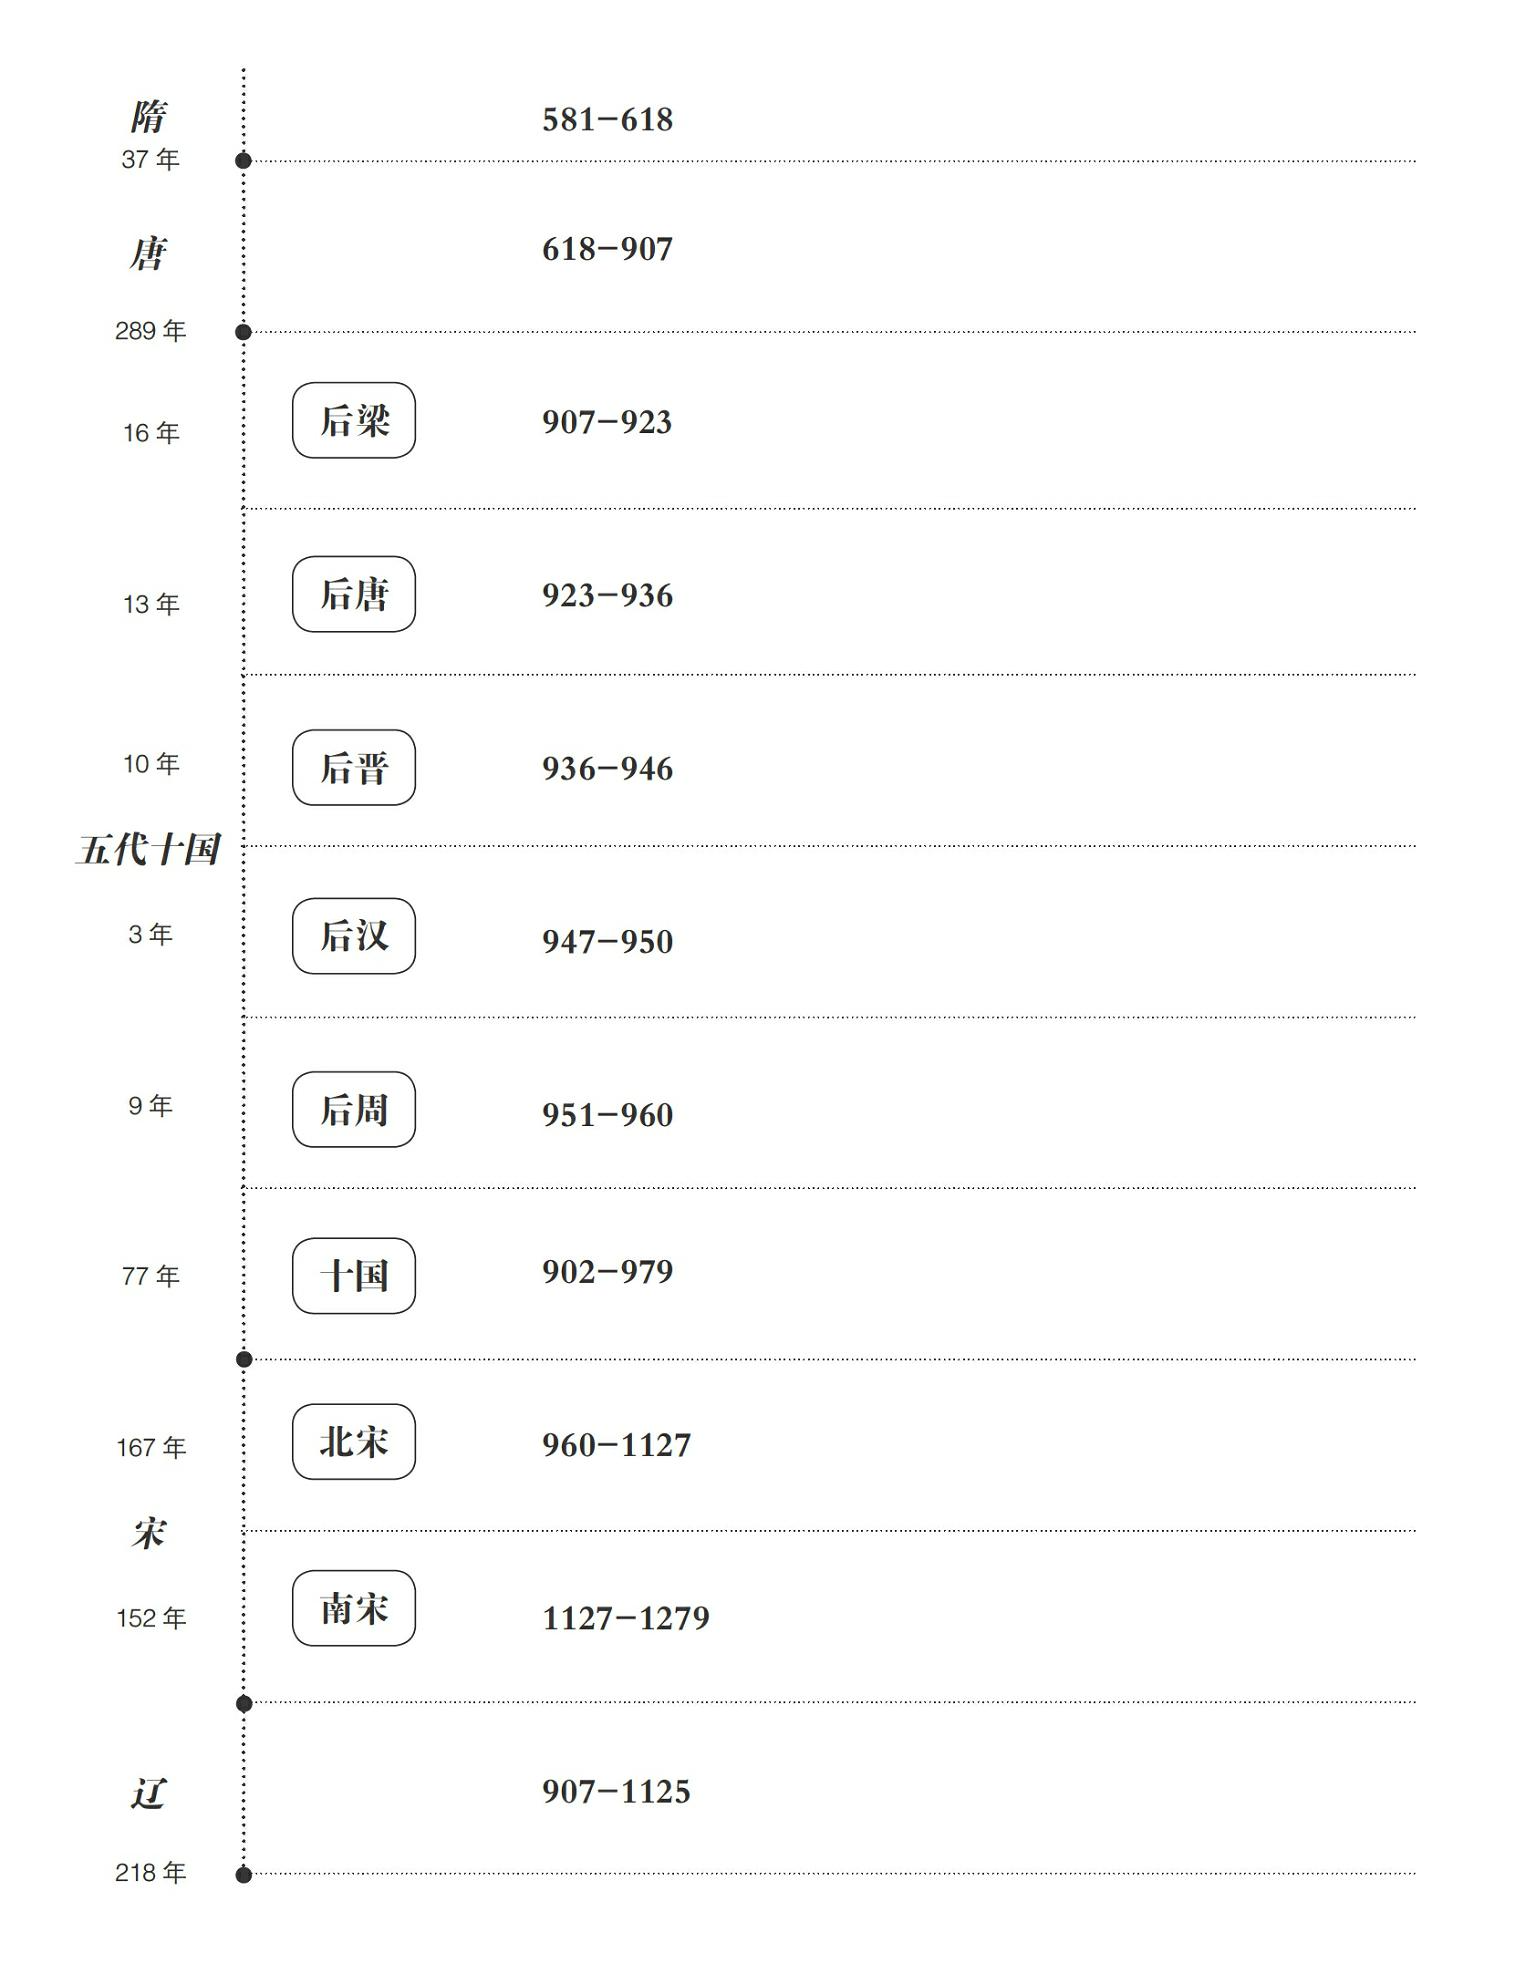 隋
581—618
37 年
唐
618—907
289 年
后梁
907—923
16 年
后唐
923—936
13 年
后晋
936—946
10 年
五代十国
后汉
947—950
3 年
后周
951—960
9 年
十国
902—979
77 年
北宋
960—1127
167 年
宋
南宋
1127—1279
152 年
辽
907—1125
218 年